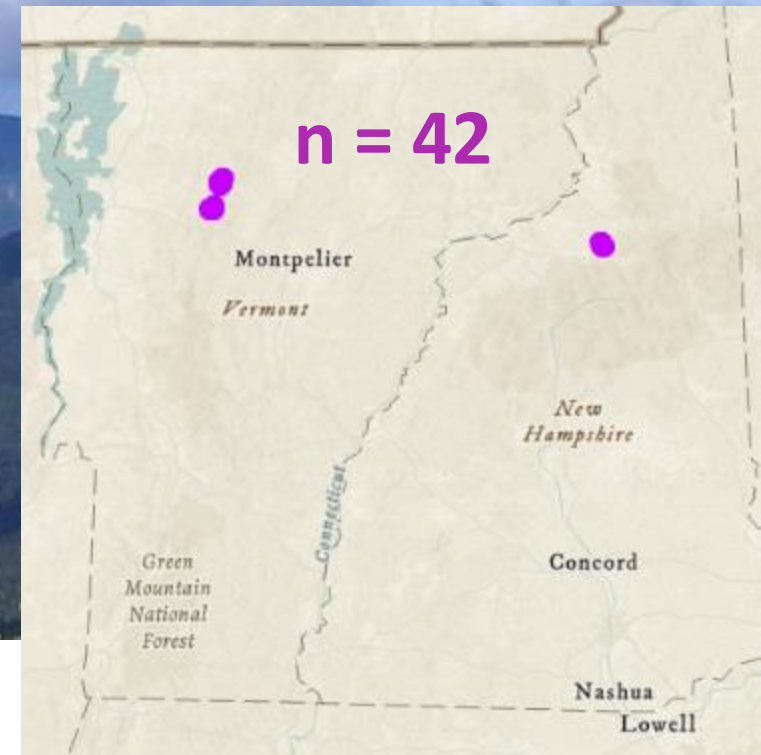 n = 42
Montpelier
Vermont
New
Hampshire
Connecticut
Green
Mountain
National
Forest
Concord
Nashua
Lowell